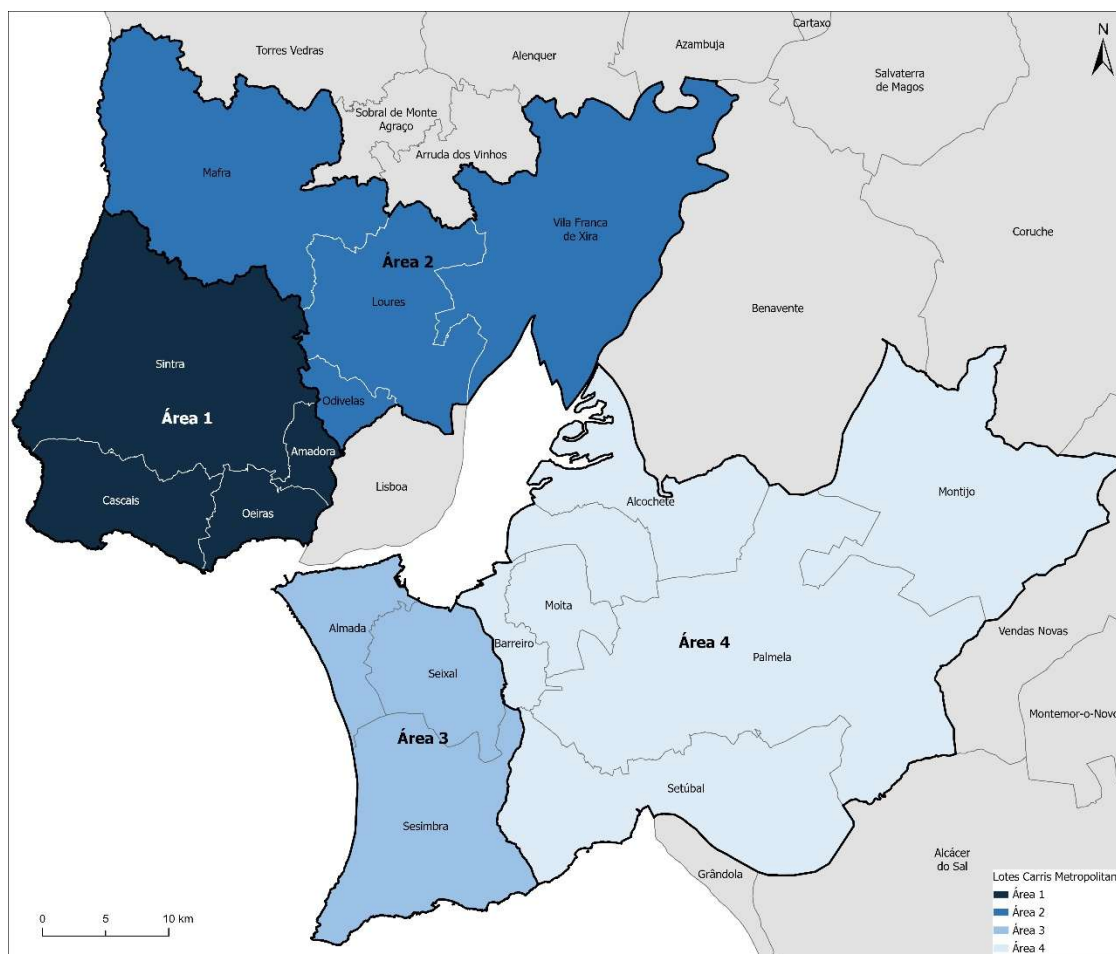 Cartaxo
N
Torres Vedras
Alenquer
Azambuja
Salvaterra
de Magos
Sobral de Monte
Agraço
Arruda dos Vinhos
Mafra
Vila Franca
de Xira
Coruche
Área 2
Loures
Benavente
Sintra
Odivelas
Área 1
Amadora
Lisboa
Cascais
Oeiras
Alcochete
Montijo
Moita
Almada
Barreiro
Vendas Novas
Área 4
Palmela
Seixal
Montemor-o-Novo
Área 3
Setúbal
Sesimbra
Alcácer
do Sal
Grândola
Lotes Carris Metropolitan
Área 1
Área 2
Área 3
Área 4
0 5 10 km